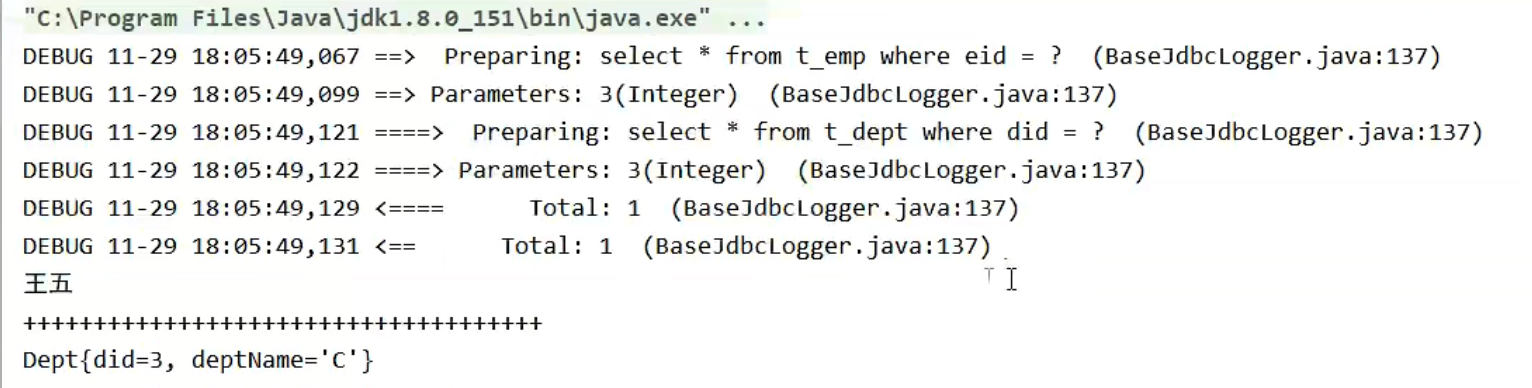 "C:\Program Files\Java\jdk1.8.0_151\bin\java.exe" ...
DEBUG 11-29 18:05:49,067 ==>  Preparing: select * from t_emp where eid = ?  (BaseJdbcLogger.java:137)
DEBUG 11-29 18:05:49,099 ==> Parameters: 3(Integer)  (BaseJdbcLogger.java:137)
DEBUG 11-29 18:05:49,121 ====>  Preparing: select * from t_dept where did = ?  (BaseJdbcLogger.java:137)
DEBUG 11-29 18:05:49,122 ====> Parameters: 3(Integer)  (BaseJdbcLogger.java:137)
DEBUG 11-29 18:05:49,129 <====      Total: 1  (BaseJdbcLogger.java:137)
DEBUG 11-29 18:05:49,131 <==      Total: 1  (BaseJdbcLogger.java:137)
王五
+++++++++++++++++++++++++++++++++++++
Dept{did=3, deptName='C'}